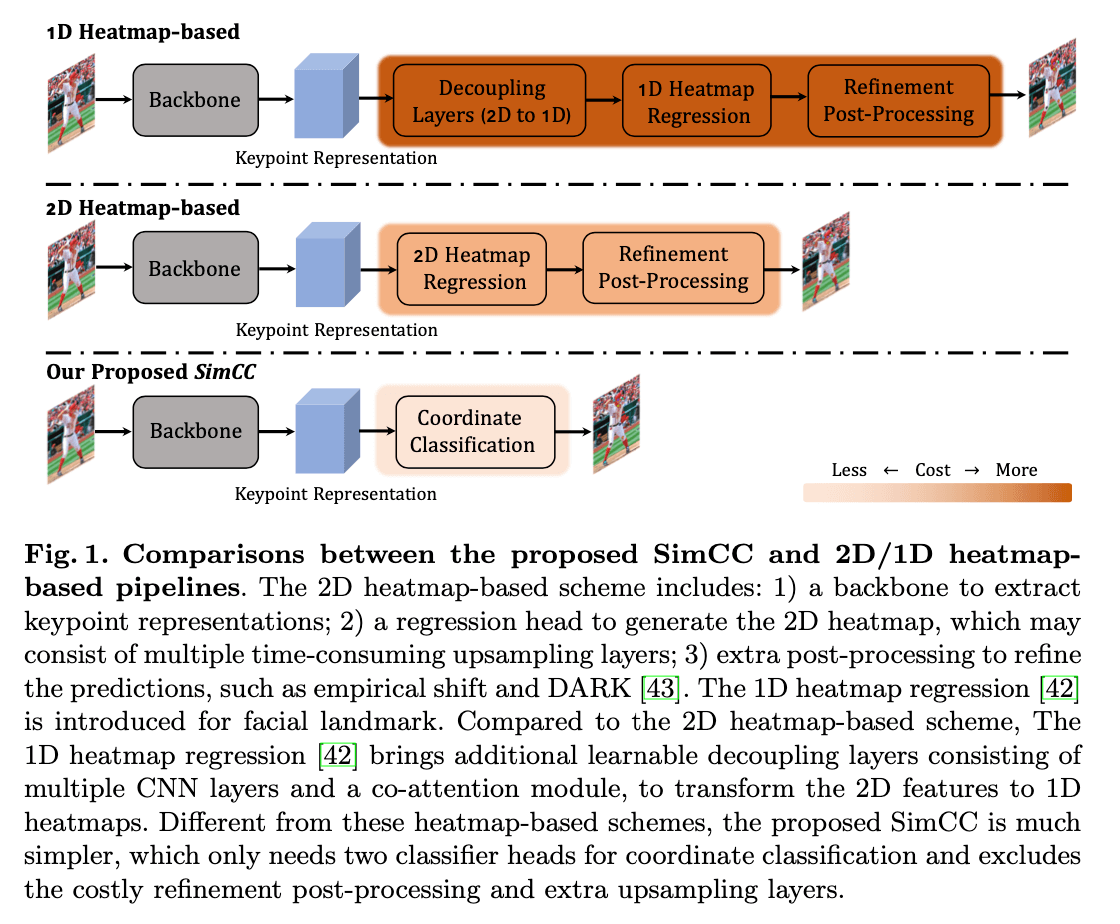 1D Heatmap-based
Backbone
Decoupling
Layers (2D to 1D)
1D Heatmap
Regression
Refinement
Post-Processing
Keypoint Representation
2D Heatmap-based
Backbone
2D Heatmap
Regression
Refinement
Post-Processing
Keypoint Representation
Our Proposed SimCC
Backbone
Coordinate
Classification
Keypoint Representation
Less ← Cost → More
Fig. 1. Comparisons between the proposed SimCC and 2D/1D heatmap-
based pipelines. The 2D heatmap-based scheme includes: 1) a backbone to extract
keypoint representations; 2) a regression head to generate the 2D heatmap, which may
consist of multiple time-consuming upsampling layers; 3) extra post-processing to refine
the predictions, such as empirical shift and DARK [43]. The 1D heatmap regression [42]
is introduced for facial landmark. Compared to the 2D heatmap-based scheme, The
1D heatmap regression [42] brings additional learnable decoupling layers consisting of
multiple CNN layers and a co-attention module, to transform the 2D features to 1D
heatmaps. Different from these heatmap-based schemes, the proposed SimCC is much
simpler, which only needs two classifier heads for coordinate classification and excludes
the costly refinement post-processing and extra upsampling layers.